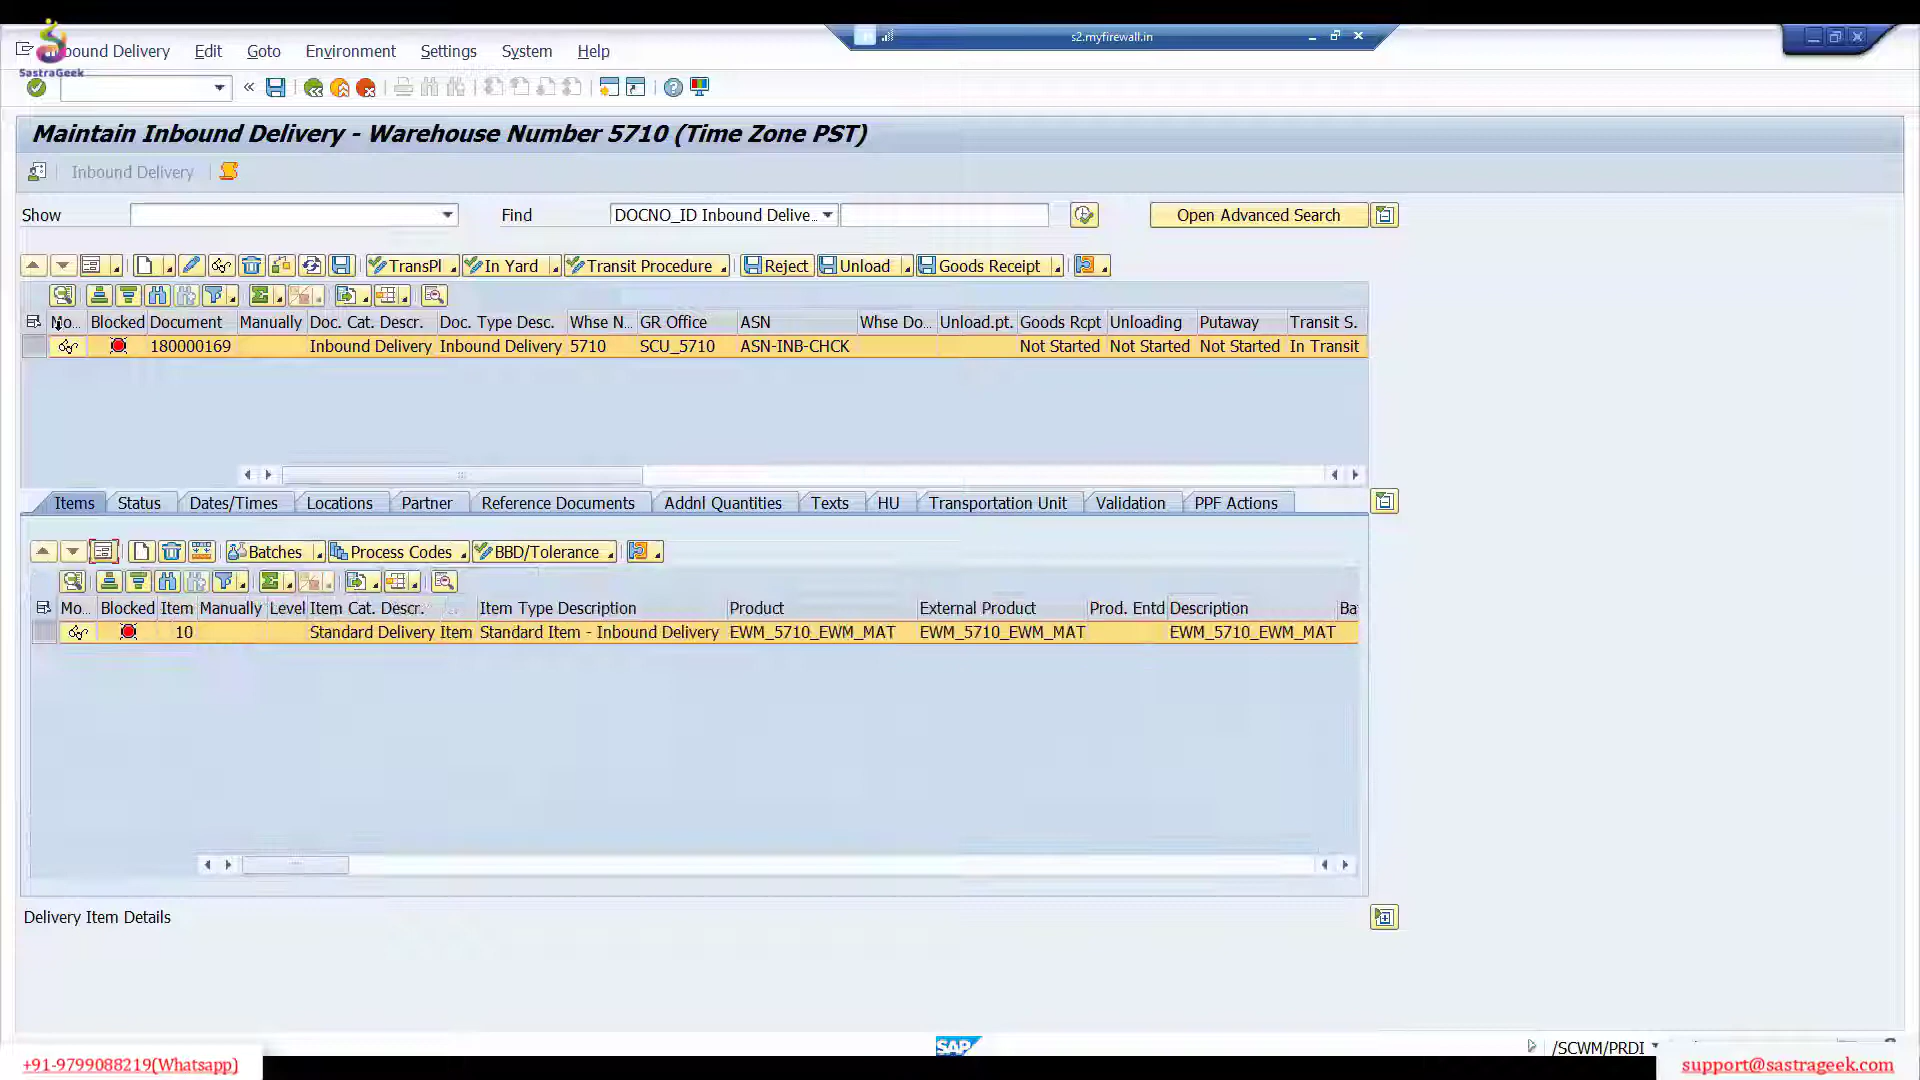 bound Delivery Edit Goto Environment Settings System Help
s2.myfirewall.in
SastraGeek
Maintain Inbound Delivery - Warehouse Number 5710 (Time Zone PST)
Inbound Delivery
Show Find DOCNO_ID Inbound Delive.. Open Advanced Search
TransPl In Yard Transit Procedure Reject Unload Goods Receipt
Mo... Blocked Document Manually Doc. Cat. Descr. Doc. Type Desc. Whse N... GR Office ASN Whse Do... Unload.pt. Goods Rcpt Unloading Putaway Transit S.
180000169 Inbound Delivery Inbound Delivery 5710 SCU_5710 ASN-INB-CHCK Not Started Not Started Not Started In Transit
Items Status Dates/Times Locations Partner Reference Documents Addnl Quantities Texts HU Transportation Unit Validation PPF Actions
Batches Process Codes BBD/Tolerance
Mo... Blocked Item Manually Level Item Cat. Descr. Item Type Description Product External Product Prod. Entd Description Ba
10 Standard Delivery Item Standard Item - Inbound Delivery EWM_5710_EWM_MAT EWM_5710_EWM_MAT EWM_5710_EWM_MAT
Delivery Item Details
SAP /SCWM/PRDI
+91-9799088219(Whatsapp) support@sastrageek.com